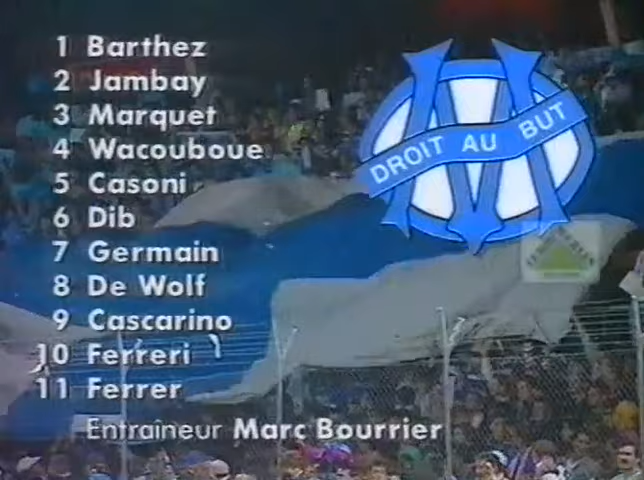 1 Barthez
2 Jambay
3 Marquet
4 Wacouboue
5 Casoni
6 Dib
7 Germain
8 De Wolf
9 Cascarino
10 Ferreri
11 Ferrer
Entraîneur Marc Bourrier
DROIT AU BUT